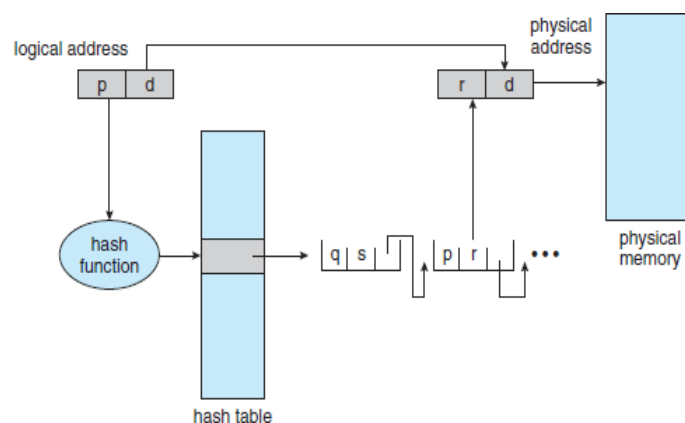 logical address
physical
address
p d
r d
hash
function
q s
p r
•••
physical
memory
hash table